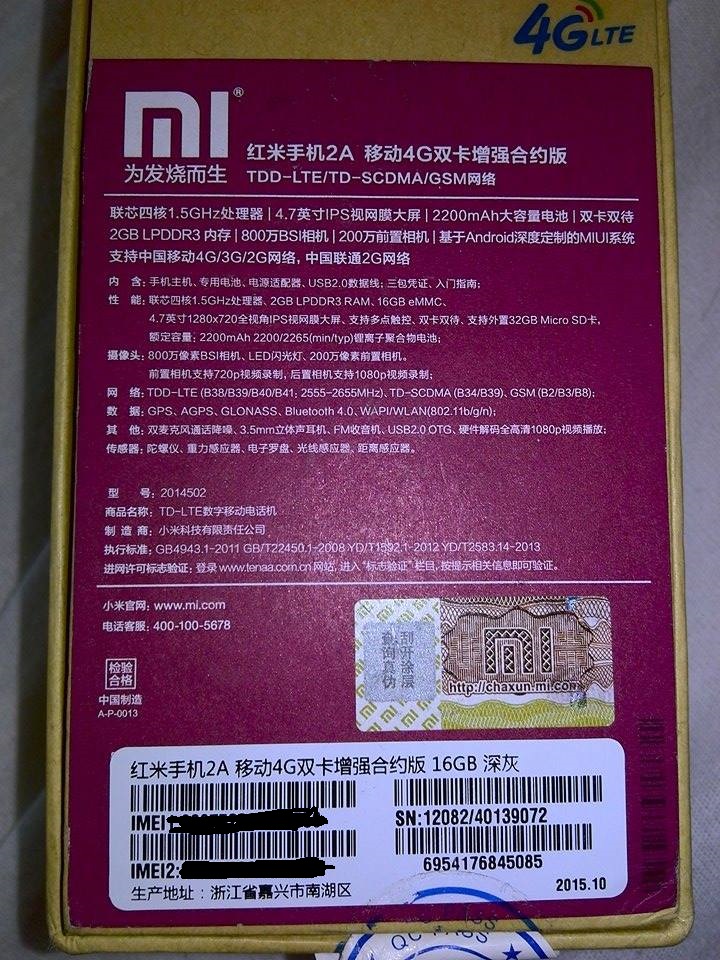 4G LTE
mi®
为发烧而生
红米手机2A 移动4G双卡增强合约版
TDD-LTE/TD-SCDMA/GSM网络
联芯四核1.5GHz处理器 | 4.7英寸IPS视网膜大屏 | 2200mAh大容量电池 | 双卡双待
2GB LPDDR3 内存 | 800万BSI相机 | 200万前置相机 | 基于Android深度定制的MIUI系统
支持中国移动4G/3G/2G网络, 中国联通2G网络
内 含: 手机主机、专用电池、电源适配器、USB2.0数据线; 三包凭证、入门指南;
性 能: 联芯四核1.5GHz处理器、2GB LPDDR3 RAM、16GB eMMC、
4.7英寸1280x720全视角IPS视网膜大屏、支持多点触控、双卡双待、支持外置32GB Micro SD卡,
额定容量: 2200mAh 2200/2265(min/typ)锂离子聚合物电池;
摄像头: 800万像素BSI相机、LED闪光灯、200万像素前置相机。
前置相机支持720p视频录制, 后置相机支持1080p视频录制;
网 络: TDD-LTE (B38/B39/B40/B41; 2555-2655MHz)、TD-SCDMA (B34/B39)、GSM (B2/B3/B8);
数 据: GPS、AGPS、GLONASS、Bluetooth 4.0、WAPI/WLAN(802.11b/g/n);
其 他: 双麦克风通话降噪、3.5mm立体声耳机、FM收音机、USB2.0 OTG、硬件解码全高清1080p视频播放;
传感器: 陀螺仪、重力感应器、电子罗盘、光线感应器、距离感应器。
型 号: 2014502
商品名称: TD-LTE数字移动电话机
制 造 商: 小米科技有限责任公司
执行标准: GB4943.1-2011 GB/T22450.1-2008 YD/T1592.1-2012 YD/T2583.14-2013
进网许可标志验证: 登录 www.tenaa.com.cn 网站, 进入“标志验证”栏目, 按提示相关信息即可验证。
小米官网: www.mi.com
电话客服: 400-100-5678
刮开涂层
查询真伪
mi
http://chaxun.mi.com
检验
合格
中国制造
A-P-0013
红米手机2A 移动4G双卡增强合约版 16GB 深灰
IMEI
SN:12082/40139072
IMEI2:
6954176845085
生产地址: 浙江省嘉兴市南湖区
2015.10
QC PASS